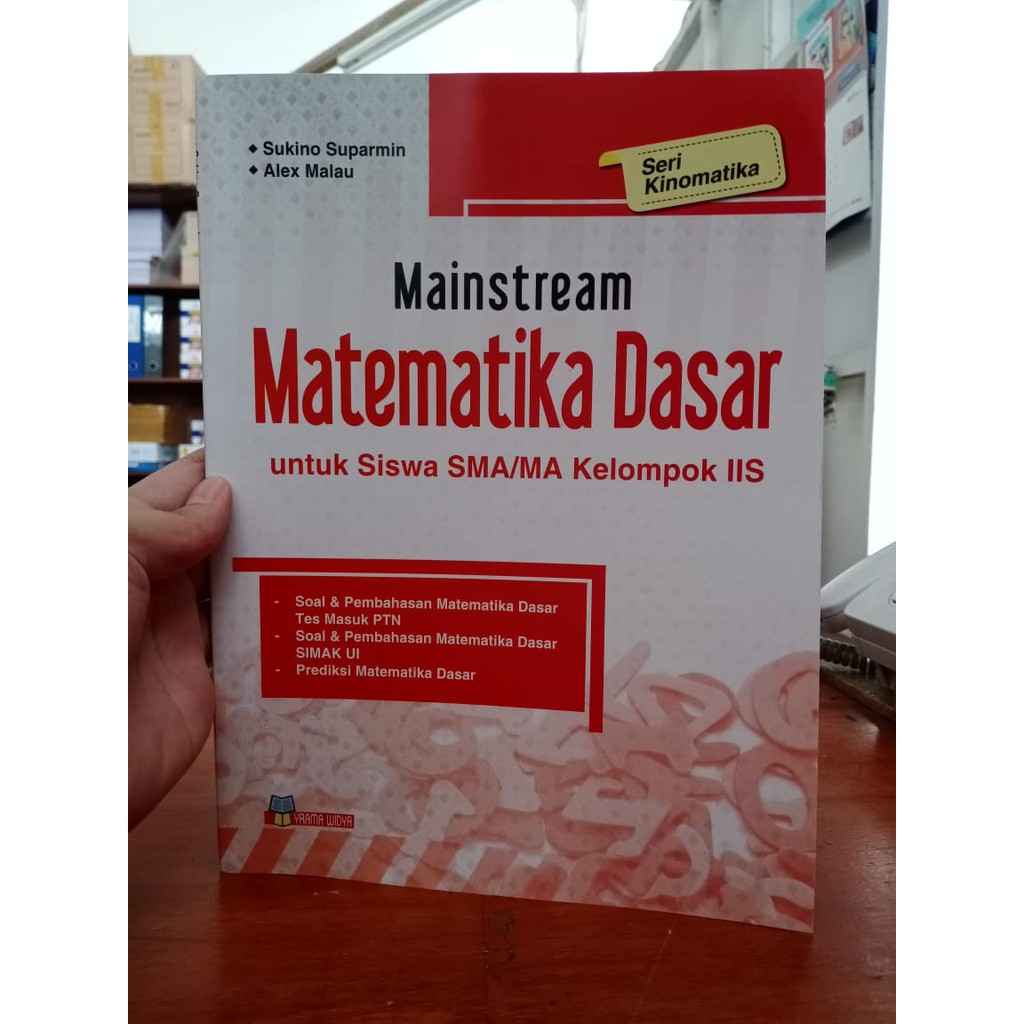 ◆ Sukino Suparmin
◆ Alex Malau
Seri
Kinomatika
Mainstream
Matematika Dasar
untuk Siswa SMA/MA Kelompok IIS
- Soal & Pembahasan Matematika Dasar
Tes Masuk PTN
- Soal & Pembahasan Matematika Dasar
SIMAK UI
- Prediksi Matematika Dasar
YRAMA WIDYA